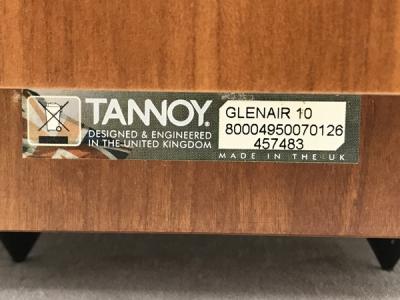 TANNOY.
DESIGNED & ENGINEERED
IN THE UNITED KINGDOM
GLENAIR 10
80004950070126
457483
MADE IN THE UK